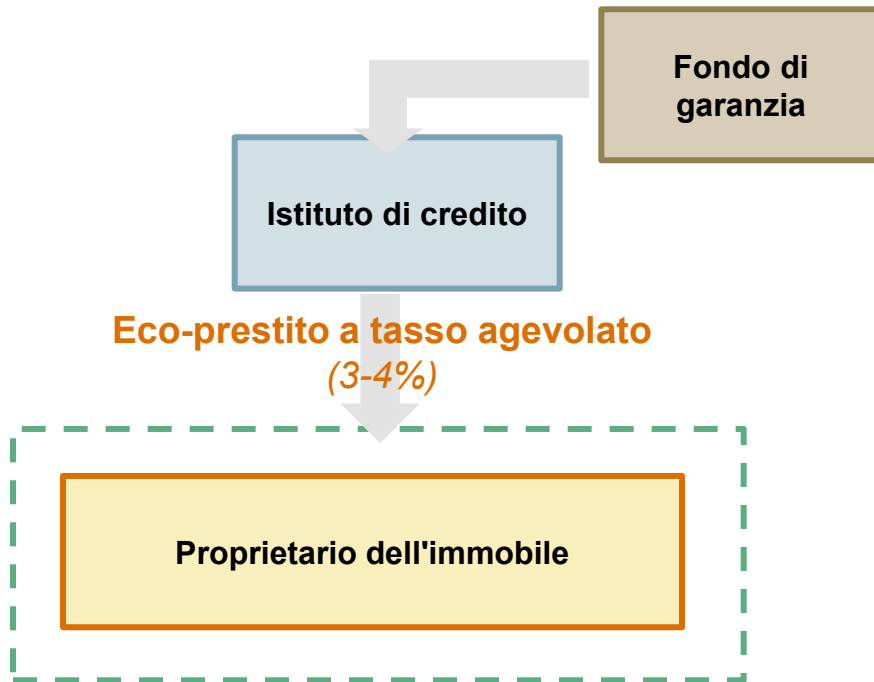 Fondo di
garanzia
Istituto di credito
Eco-prestito a tasso agevolato
(3-4%)
Proprietario dell'immobile